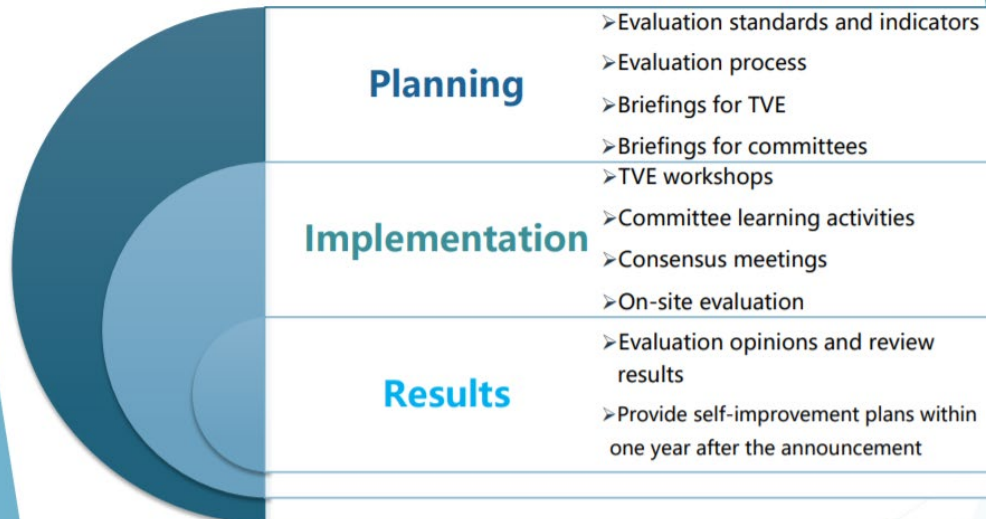 Planning
➢Evaluation standards and indicators
➢Evaluation process
➢Briefings for TVE
➢Briefings for committees
Implementation
➢TVE workshops
➢Committee learning activities
➢Consensus meetings
➢On-site evaluation
Results
➢Evaluation opinions and review
results
➢Provide self-improvement plans within
one year after the announcement